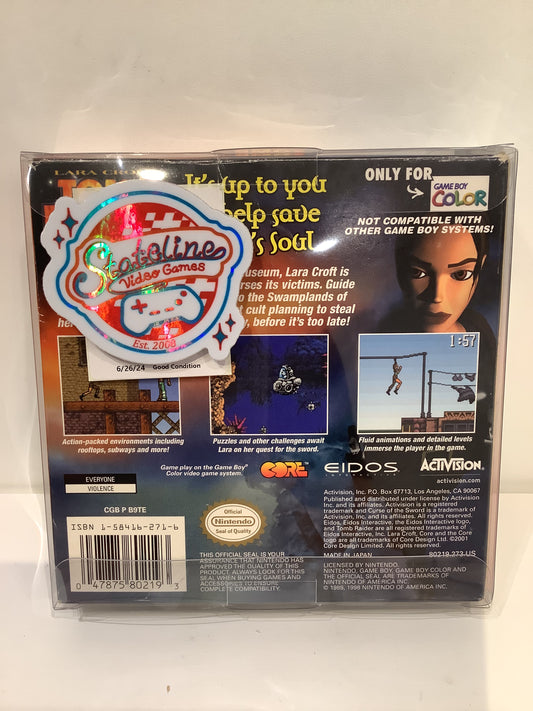 LARA CRO
TO
It's up to you
help save
's Soul
ONLY FOR
GAME BOY
COLOR
NOT COMPATIBLE WITH
OTHER GAME BOY SYSTEMS!
Stateline
Video Games
Est. 2008
useum, Lara Croft is
erses its victims. Guide
o the Swamplands of
cult planning to steal
he
y, before it's too late!
6/26/24 Good Condition
1:57
Action-packed environments including
rooftops, subways and more!
Puzzles and other challenges await
Lara on her quest for the sword.
Fluid animations and detailed levels
immerse the player in the game.
Game play on the Game Boy®
Color video game system.
CORE
EIDOS
INTERACTIVE
ACTIVISION
activision.com
EVERYONE
VIOLENCE
CGB P B9TE
ISBN 1-58416-271-6
0 47875 80219 3
Official
Nintendo
Seal of Quality
THIS OFFICIAL SEAL IS YOUR
ASSURANCE THAT NINTENDO HAS
APPROVED THE QUALITY OF THIS
PRODUCT. ALWAYS LOOK FOR THIS
SEAL WHEN BUYING GAMES AND
ACCESSORIES TO ENSURE
COMPLETE COMPATIBILITY.
Activision, Inc. P.O. Box 67713, Los Angeles, CA 90067
Published and distributed under license by Activision
Inc. and its affiliates. Activision is a registered
trademark and Curse of the Sword is a trademark of
Activision, Inc. and its affiliates. All rights reserved.
Eidos, Eidos Interactive, the Eidos Interactive logo,
and Tomb Raider are all registered trademarks of
Eidos Interactive, Inc. Lara Croft, Core and the Core
logo are all trademarks of Core Design Ltd. ©2001
Core Design Limited. All rights reserved.
MADE IN JAPAN
80219.273.US
LICENSED BY NINTENDO.
NINTENDO, GAME BOY, GAME BOY COLOR AND
THE OFFICIAL SEAL ARE TRADEMARKS OF
NINTENDO OF AMERICA INC.
© 1989, 1998 NINTENDO OF AMERICA INC.